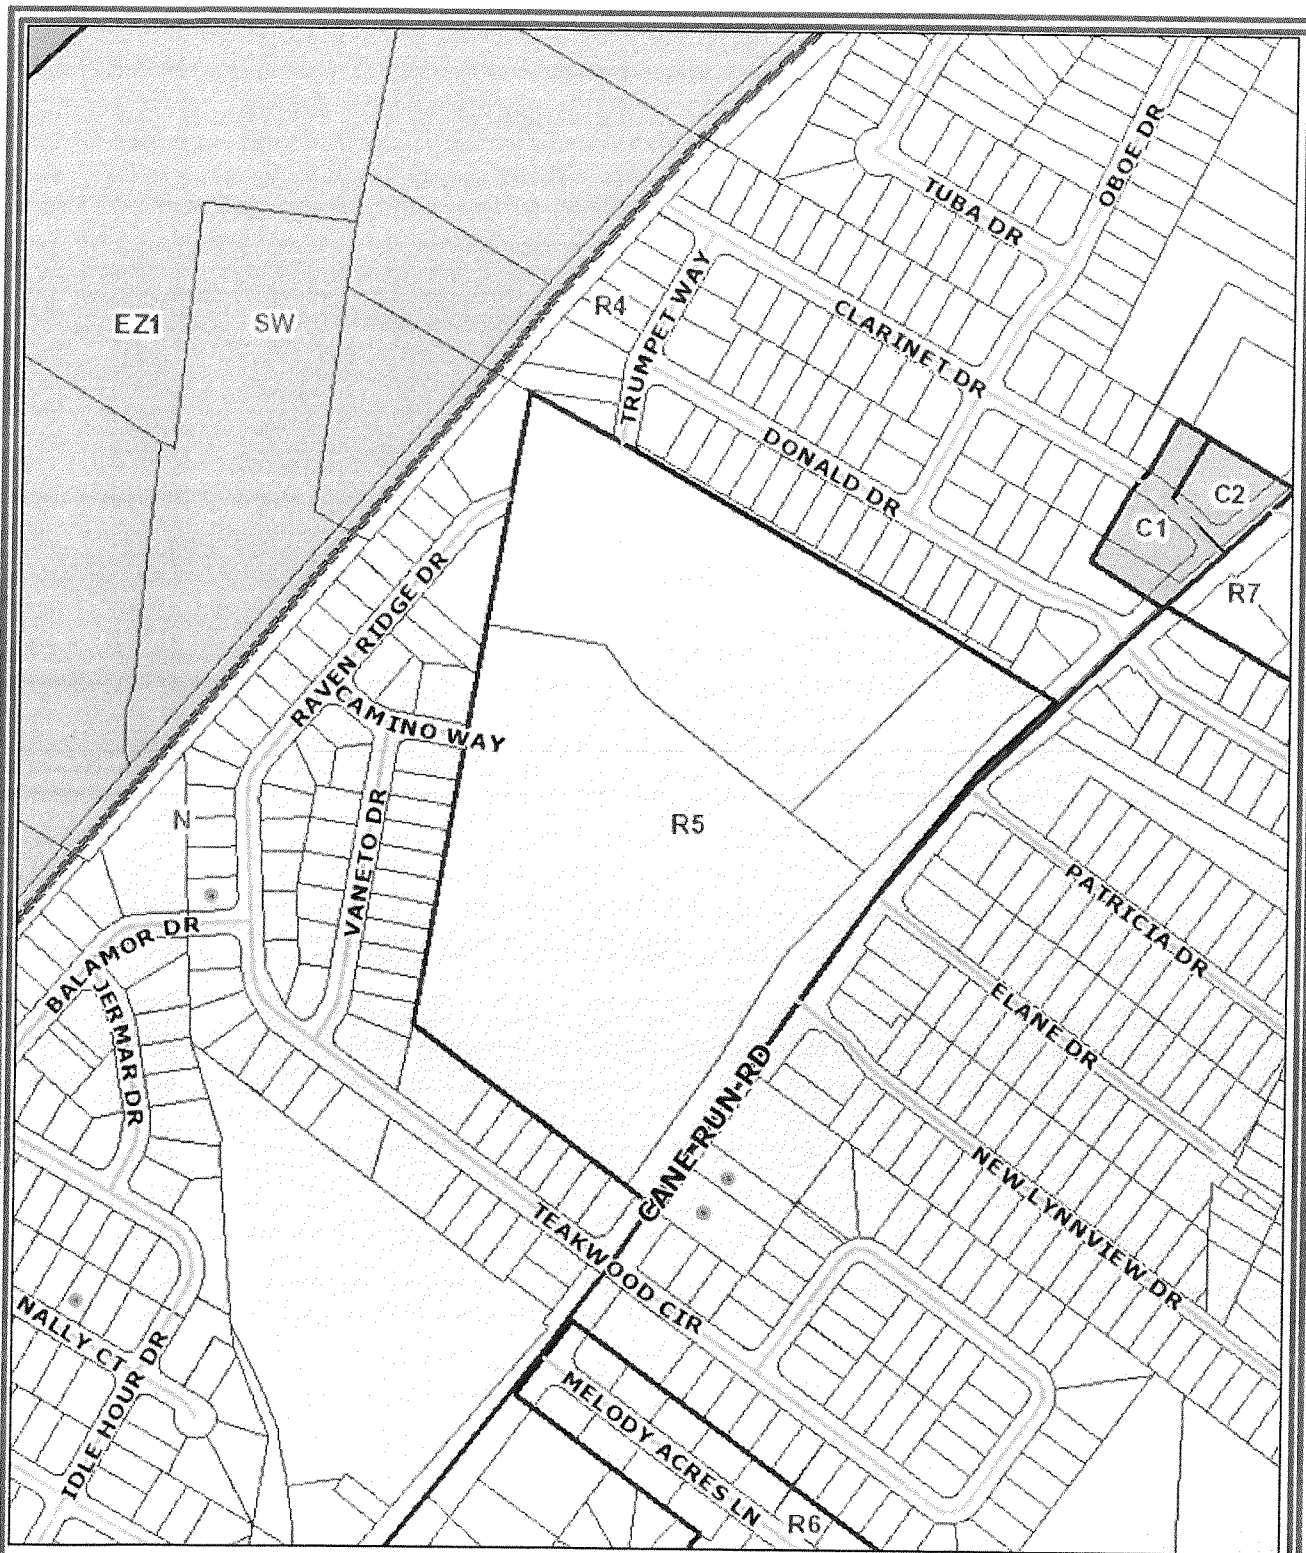 OBOE DR
TUBA DR
TRUMPET WAY
R4
CLARINET DR
EZ1
SW
DONALD DR
C2
C1
R7
RAVEN RIDGE DR
CAMINO WAY
VANETO DR
N
R5
PATRICIA DR
BALAMOR DR
JERMAR DR
ELANE DR
CANE RUN RD
NEW LYNNVIEW DR
TEAKWOOD CIR
NALLY CT
IDLE HOUR DR
MELODY ACRES LN
R6